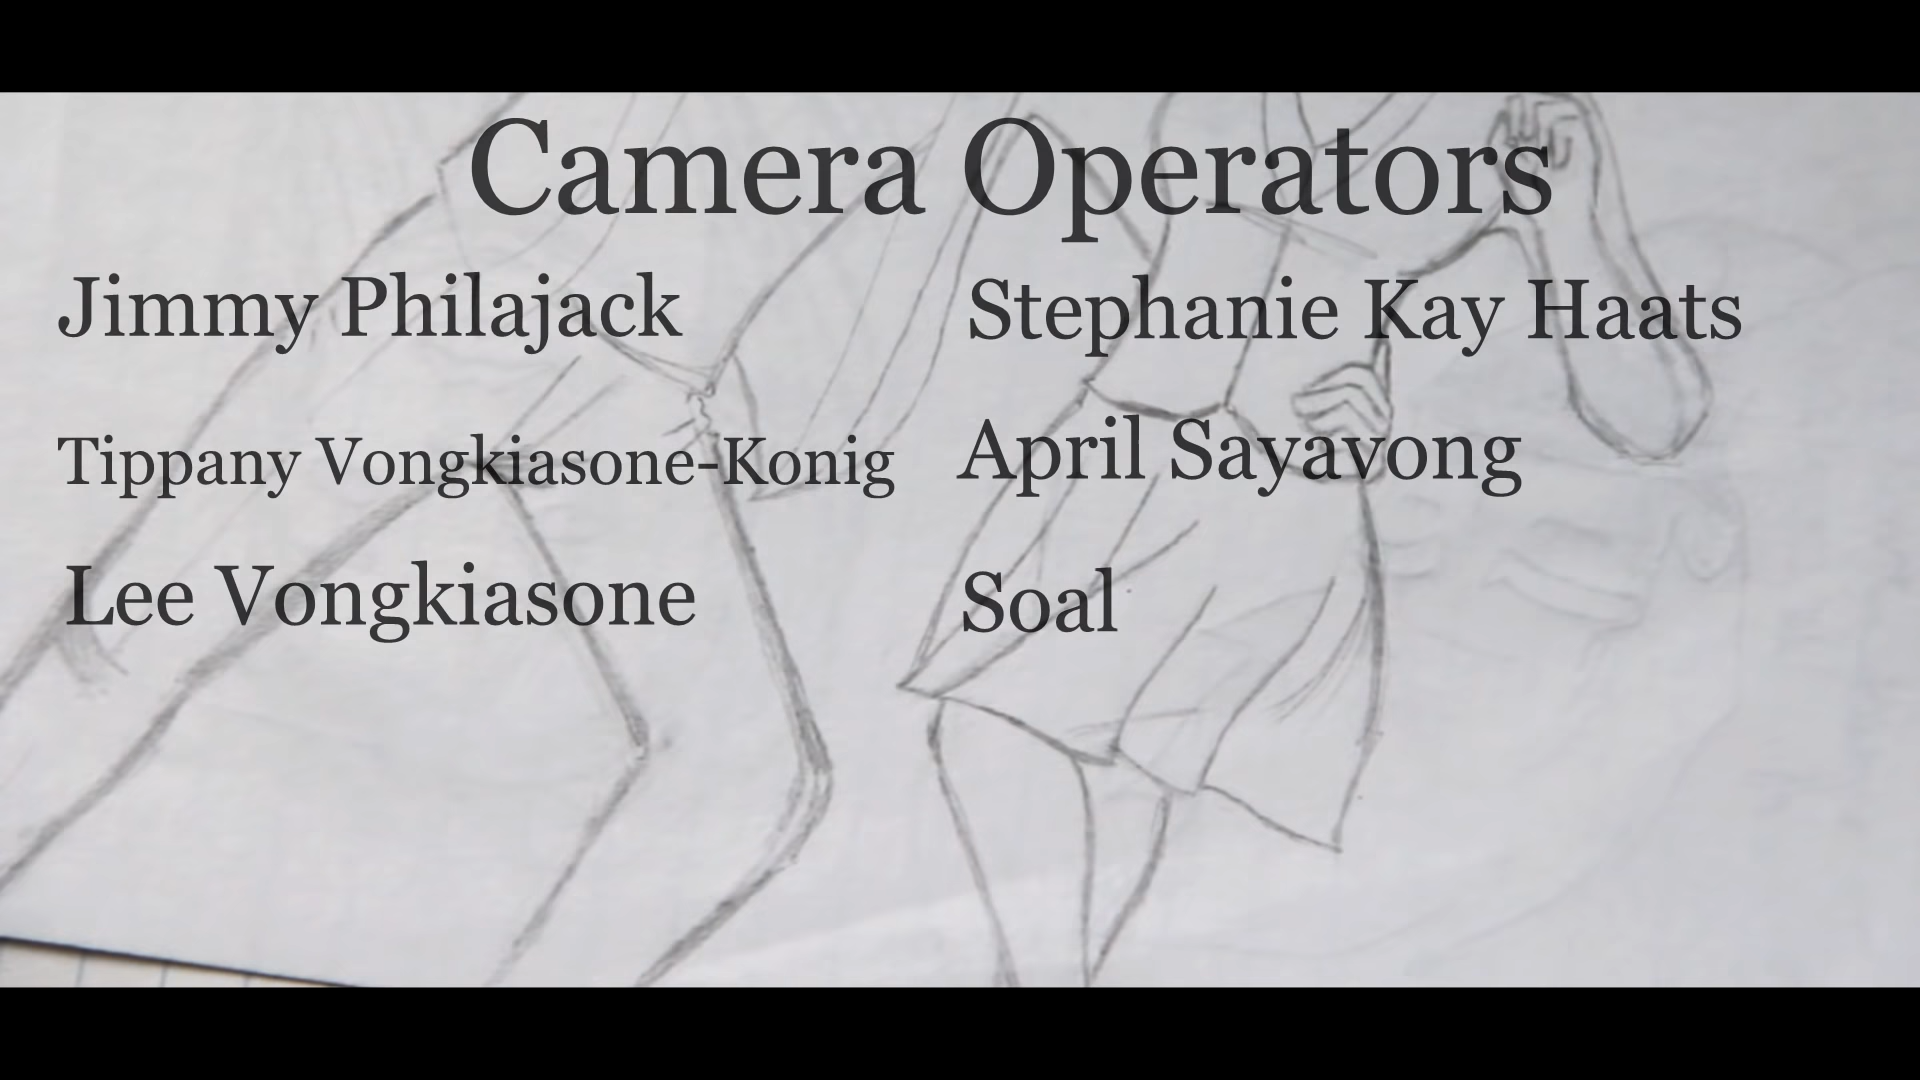 Camera Operators
Jimmy Philajack
Stephanie Kay Haats
Tippany Vongkiasone-Konig
April Sayavong
Lee Vongkiasone
Soal